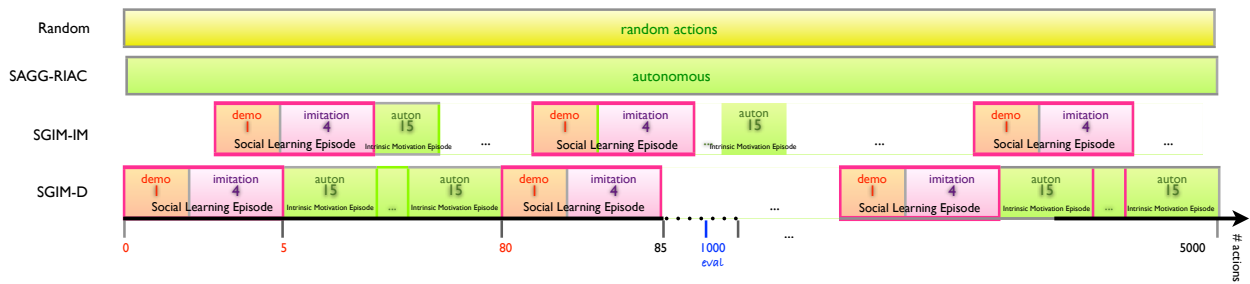 Random
random actions
SAGG-RIAC
autonomous
SGIM-IM
demo imitation auton demo imitation auton demo imitation
1 4 15 1 4 15 1 4
Social Learning Episode Intrinsic Motivation Episode ... Social Learning Episode ... Intrinsic Motivation Episode ... Social Learning Episode ...
SGIM-D
demo imitation auton auton demo imitation demo imitation auton auton
1 4 15 15 1 4 1 4 15 15
Social Learning Episode Intrinsic Motivation Episode ... Intrinsic Motivation Episode Social Learning Episode ... Social Learning Episode Intrinsic Motivation Episode ... Intrinsic Motivation Episode
0 5 80 85 1000 ... 5000
eval
# actions